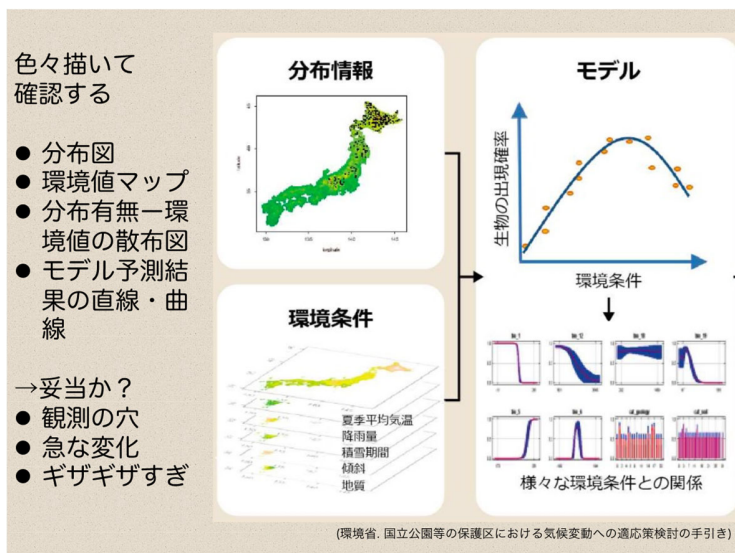 色々描いて
確認する
● 分布図
● 環境値マップ
● 分布有無ー環
境値の散布図
● モデル予測結
果の直線・曲
線
→妥当か？
● 観測の穴
● 急な変化
● ギザギザすぎ
分布情報
longitude
環境条件
夏季平均気温
降雨量
積雪期間
傾斜
地質
モデル
生物の出現確率
環境条件
様々な環境条件との関係
(環境省. 国立公園等の保護区における気候変動への適応策検討の手引き)